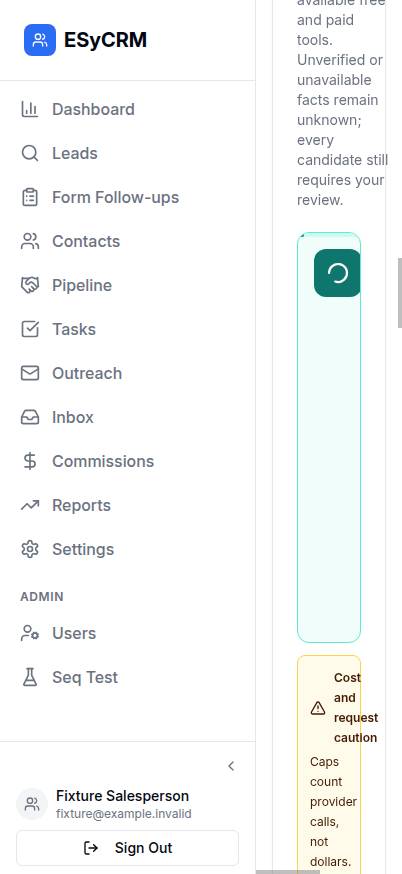 ESyCRM
Dashboard
Leads
Form Follow-ups
Contacts
Pipeline
Tasks
Outreach
Inbox
Commissions
Reports
Settings
ADMIN
Users
Seq Test
Fixture Salesperson
fixture@example.invalid
Sign Out
available free
and paid
tools.
Unverified or
unavailable
facts remain
unknown;
every
candidate still
requires your
review.
Cost
and
request
caution
Caps
count
provider
calls,
not
dollars.